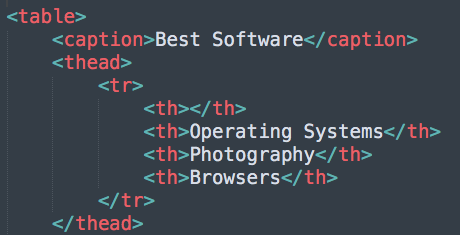 <table>
    <caption>Best Software</caption>
    <thead>
        <tr>
            <th></th>
            <th>Operating Systems</th>
            <th>Photography</th>
            <th>Browsers</th>
        </tr>
    </thead>